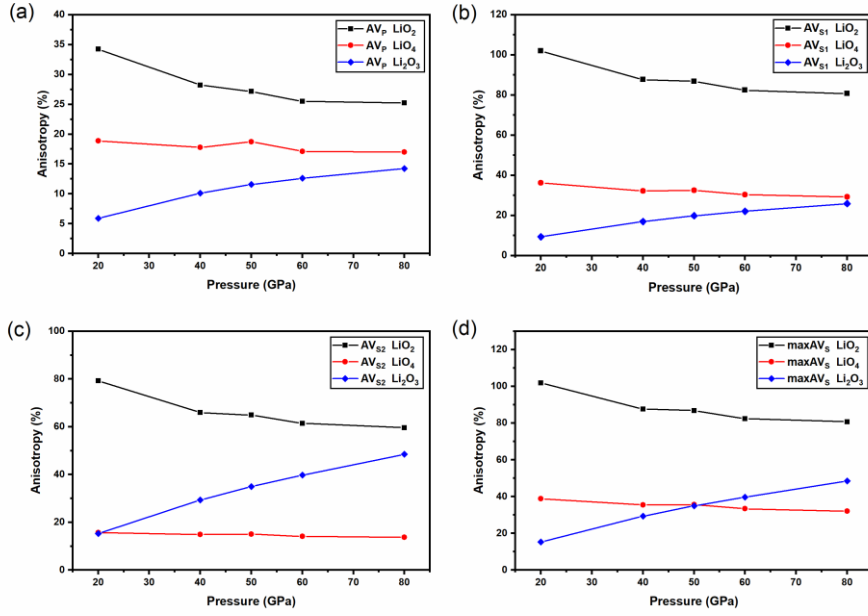 (a)
40
35
30
25
20
15
10
5
0
Anisotropy (%)
20 30 40 50 60 70 80
Pressure (GPa)
AVP LiO2
AVP LiO4
AVP Li2O3
(b)
120
100
80
60
40
20
0
Anisotropy (%)
20 30 40 50 60 70 80
Pressure (GPa)
AVS1 LiO2
AVS1 LiO4
AVS1 Li2O3
(c)
100
80
60
40
20
0
Anisotropy (%)
20 30 40 50 60 70 80
Pressure (GPa)
AVS2 LiO2
AVS2 LiO4
AVS2 Li2O3
(d)
120
100
80
60
40
20
0
Anisotropy (%)
20 30 40 50 60 70 80
Pressure (GPa)
maxAVS LiO2
maxAVS LiO4
maxAVS Li2O3